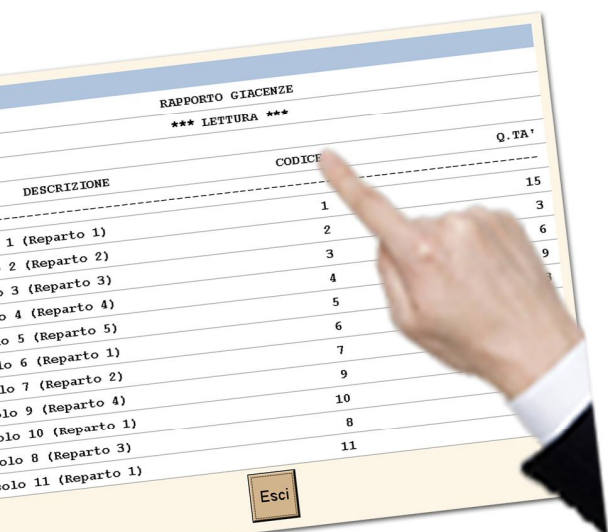 RAPPORTO GIACENZE
*** LETTURA ***
DESCRIZIONE CODICE Q.TA'
1 (Reparto 1) 1 15
2 (Reparto 2) 2 3
o 3 (Reparto 3) 3 6
o 4 (Reparto 4) 4 9
lo 5 (Reparto 5) 5
lo 6 (Reparto 1) 6
lo 7 (Reparto 2) 7
olo 9 (Reparto 4) 9
olo 10 (Reparto 1) 10
olo 8 (Reparto 3) 8
olo 11 (Reparto 1) 11
Esci